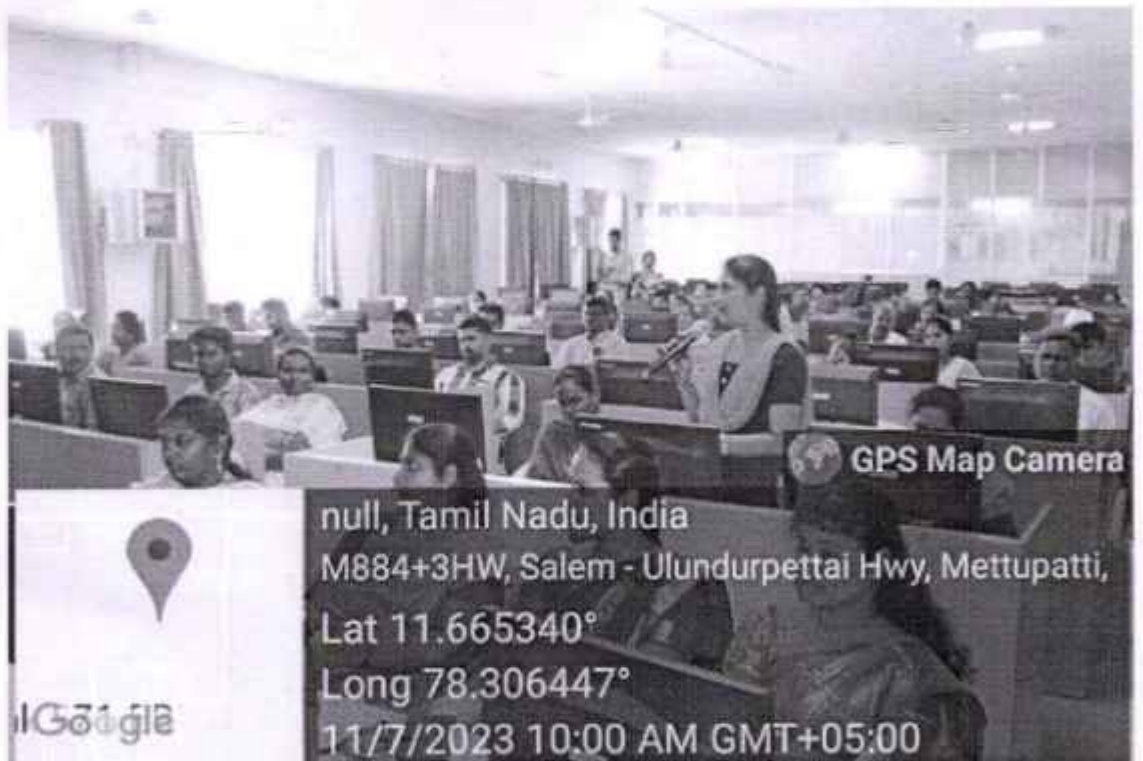 GPS Map Camera
null, Tamil Nadu, India
M884+3HW, Salem - Ulundurpettai Hwy, Mettupatti,
Lat 11.665340°
Long 78.306447°
11/7/2023 10:00 AM GMT+05:00
Google